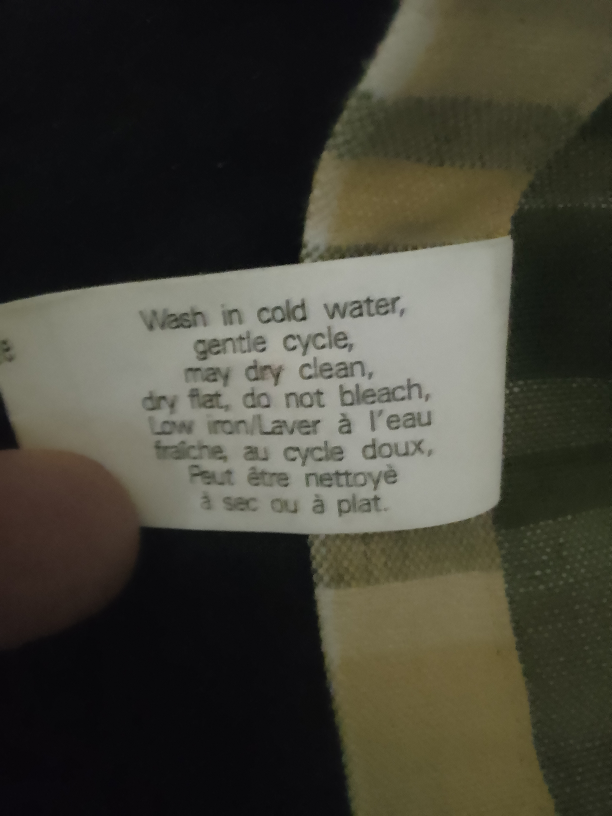 Wash in cold water,
gentle cycle,
may dry clean,
dry flat, do not bleach,
Low iron/Laver à l'eau
fraîche, au cycle doux,
Peut être nettoyè
à sec ou à plat.